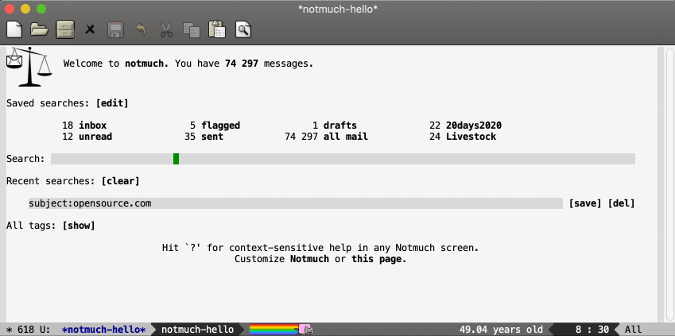 *notmuch-hello*
Welcome to notmuch. You have 74 297 messages.
Saved searches: [edit]
18 inbox 5 flagged 1 drafts 22 20days2020
12 unread 35 sent 74 297 all mail 24 Livestock
Search:
Recent searches: [clear]
subject:opensource.com [save] [del]
All tags: [show]
Hit `?' for context-sensitive help in any Notmuch screen.
Customize Notmuch or this page.
* 618 U: *notmuch-hello* notmuch-hello 49.04 years old 8 : 30 All